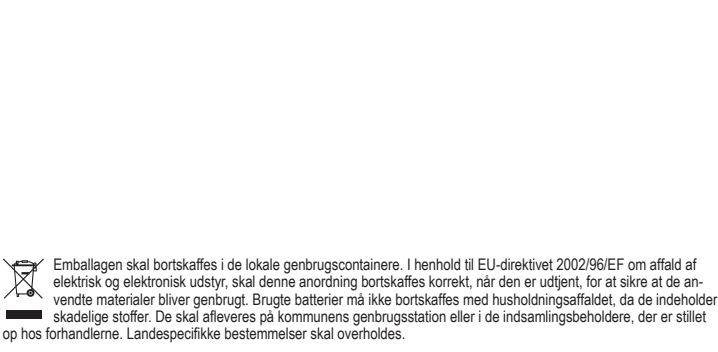 Emballagen skal bortskaffes i de lokale genbrugscontainere. I henhold til EU-direktivet 2002/96/EF om affald af
elektrisk og elektronisk udstyr, skal denne anordning bortskaffes korrekt, når den er udtjent, for at sikre at de an-
vendte materialer bliver genbrugt. Brugte batterier må ikke bortskaffes med husholdningsaffaldet, da de indeholder
skadelige stoffer. De skal afleveres på kommunens genbrugsstation eller i de indsamlingsbeholdere, der er stillet
op hos forhandlerne. Landespecifikke bestemmelser skal overholdes.